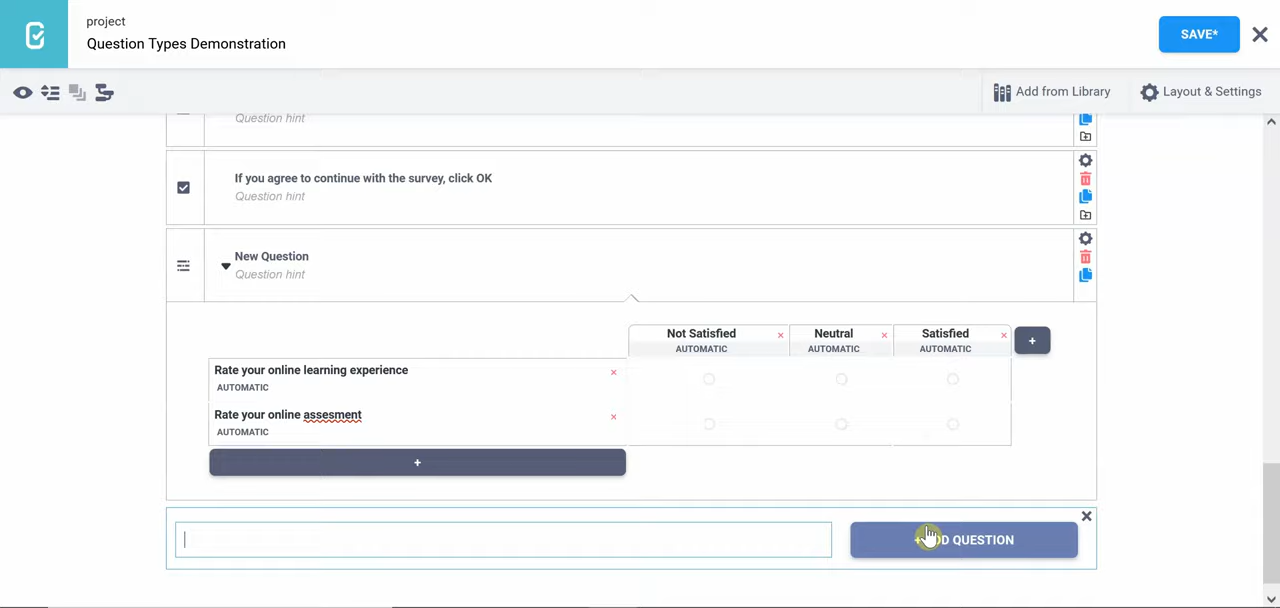 project
Question Types Demonstration
SAVE*
Add from Library
Layout & Settings
Question hint
If you agree to continue with the survey, click OK
Question hint
New Question
Question hint
Not Satisfied
AUTOMATIC
Neutral
AUTOMATIC
Satisfied
AUTOMATIC
+
Rate your online learning experience
AUTOMATIC
Rate your online assesment
AUTOMATIC
+
+ ADD QUESTION